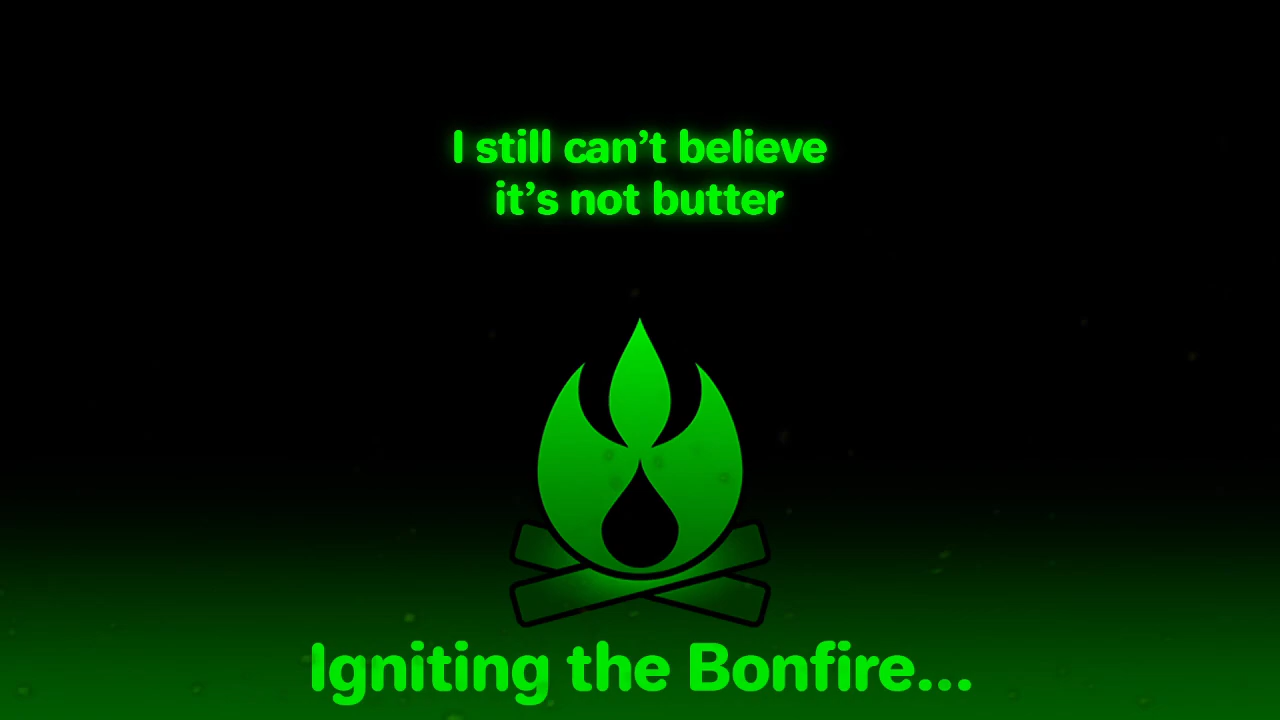 I still can’t believe
it’s not butter
Igniting the Bonfire...